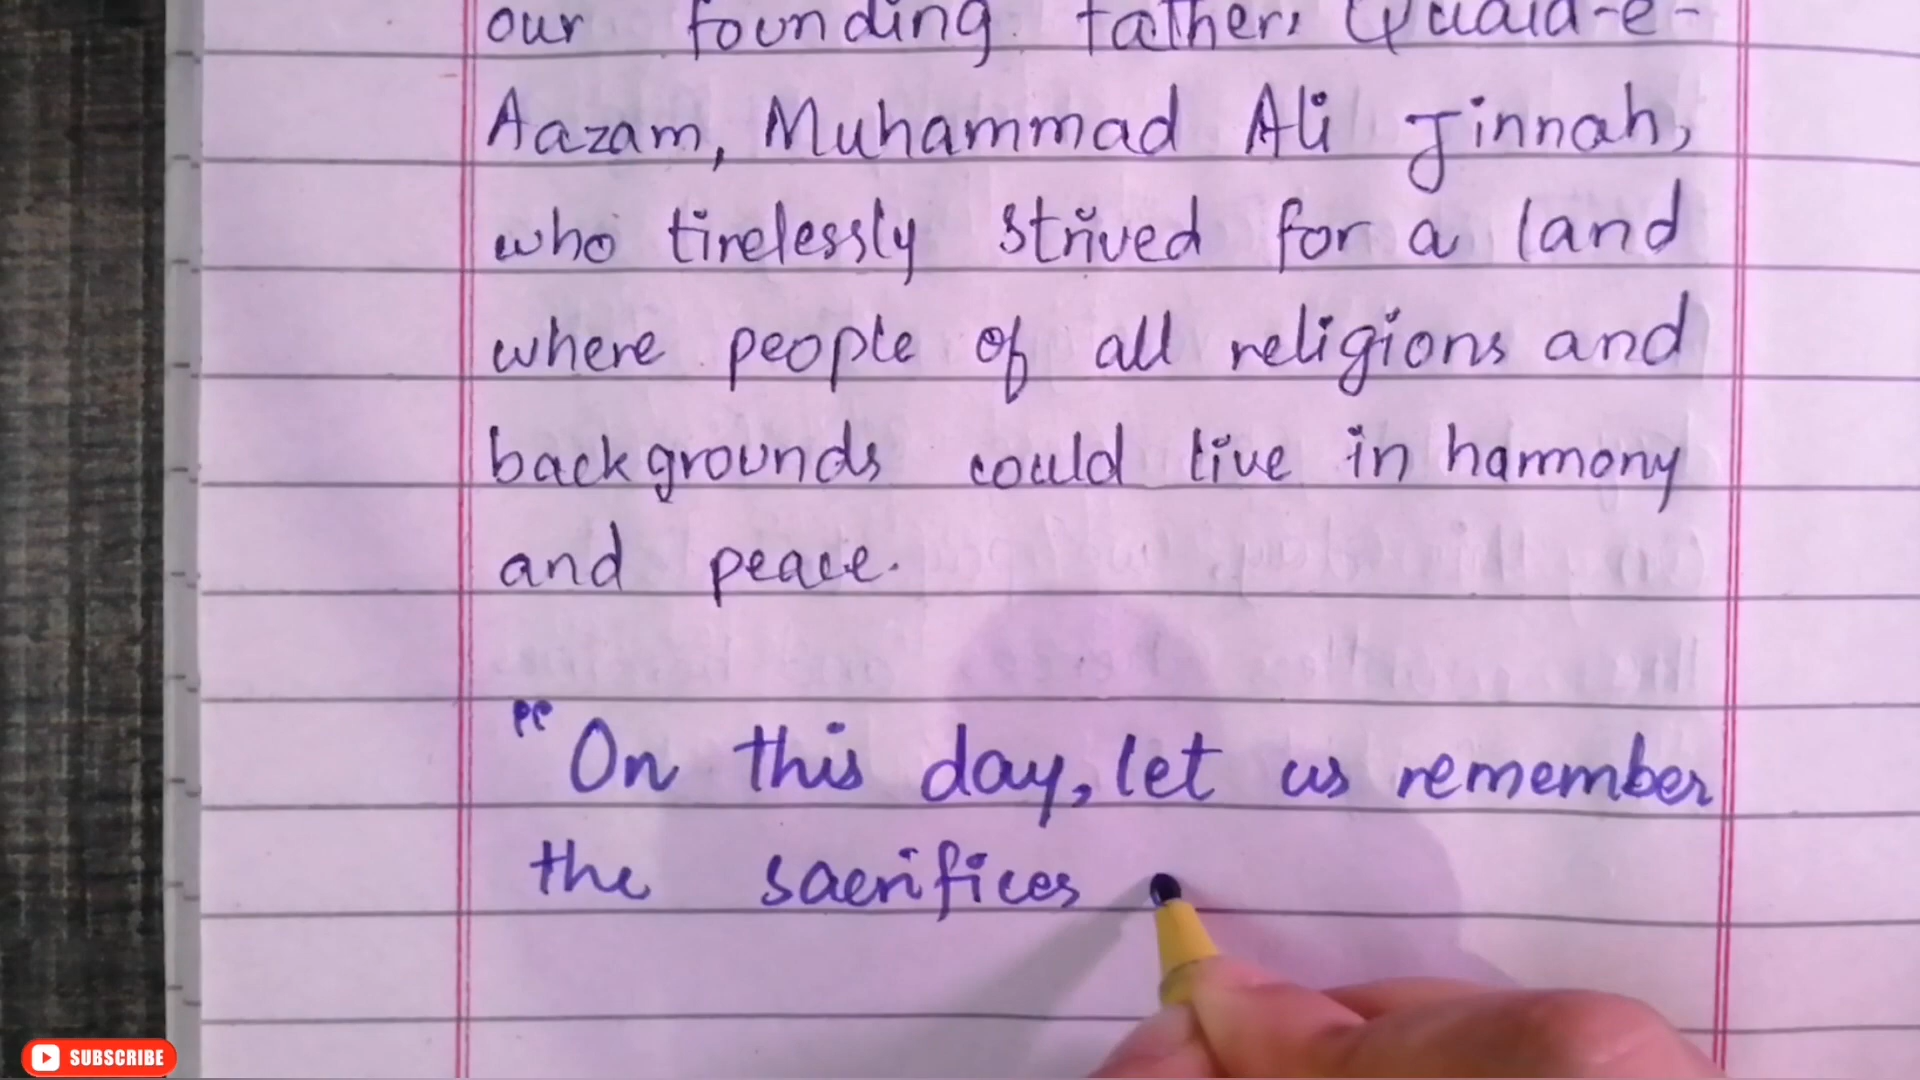 our founding father, Quaid-e-
Aazam, Muhammad Ali Jinnah,
who tirelessly strived for a land
where people of all religions and
backgrounds could live in harmony
and peace.
"On this day, let us remember
the sacrifices
SUBSCRIBE